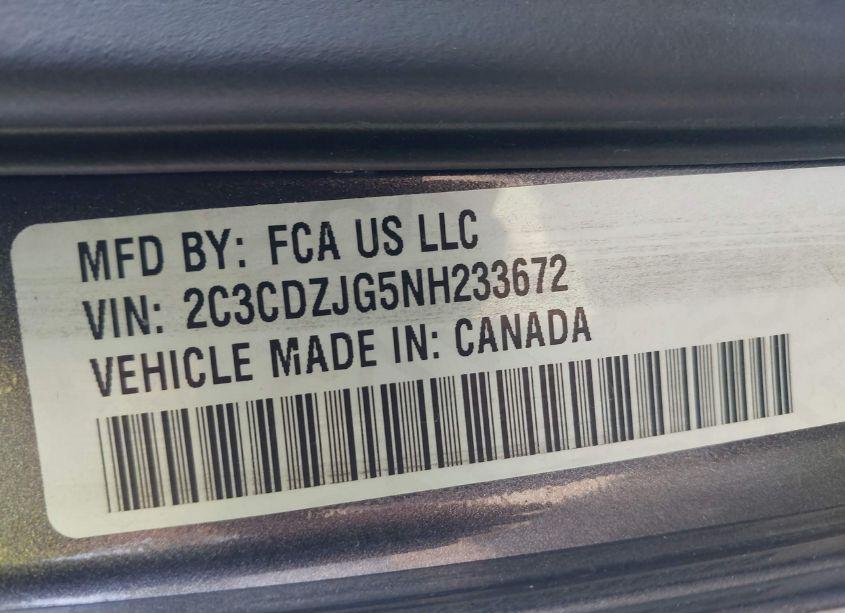 MFD BY: FCA US LLC
VIN: 2C3CDZJG5NH233672
VEHICLE MADE IN: CANADA